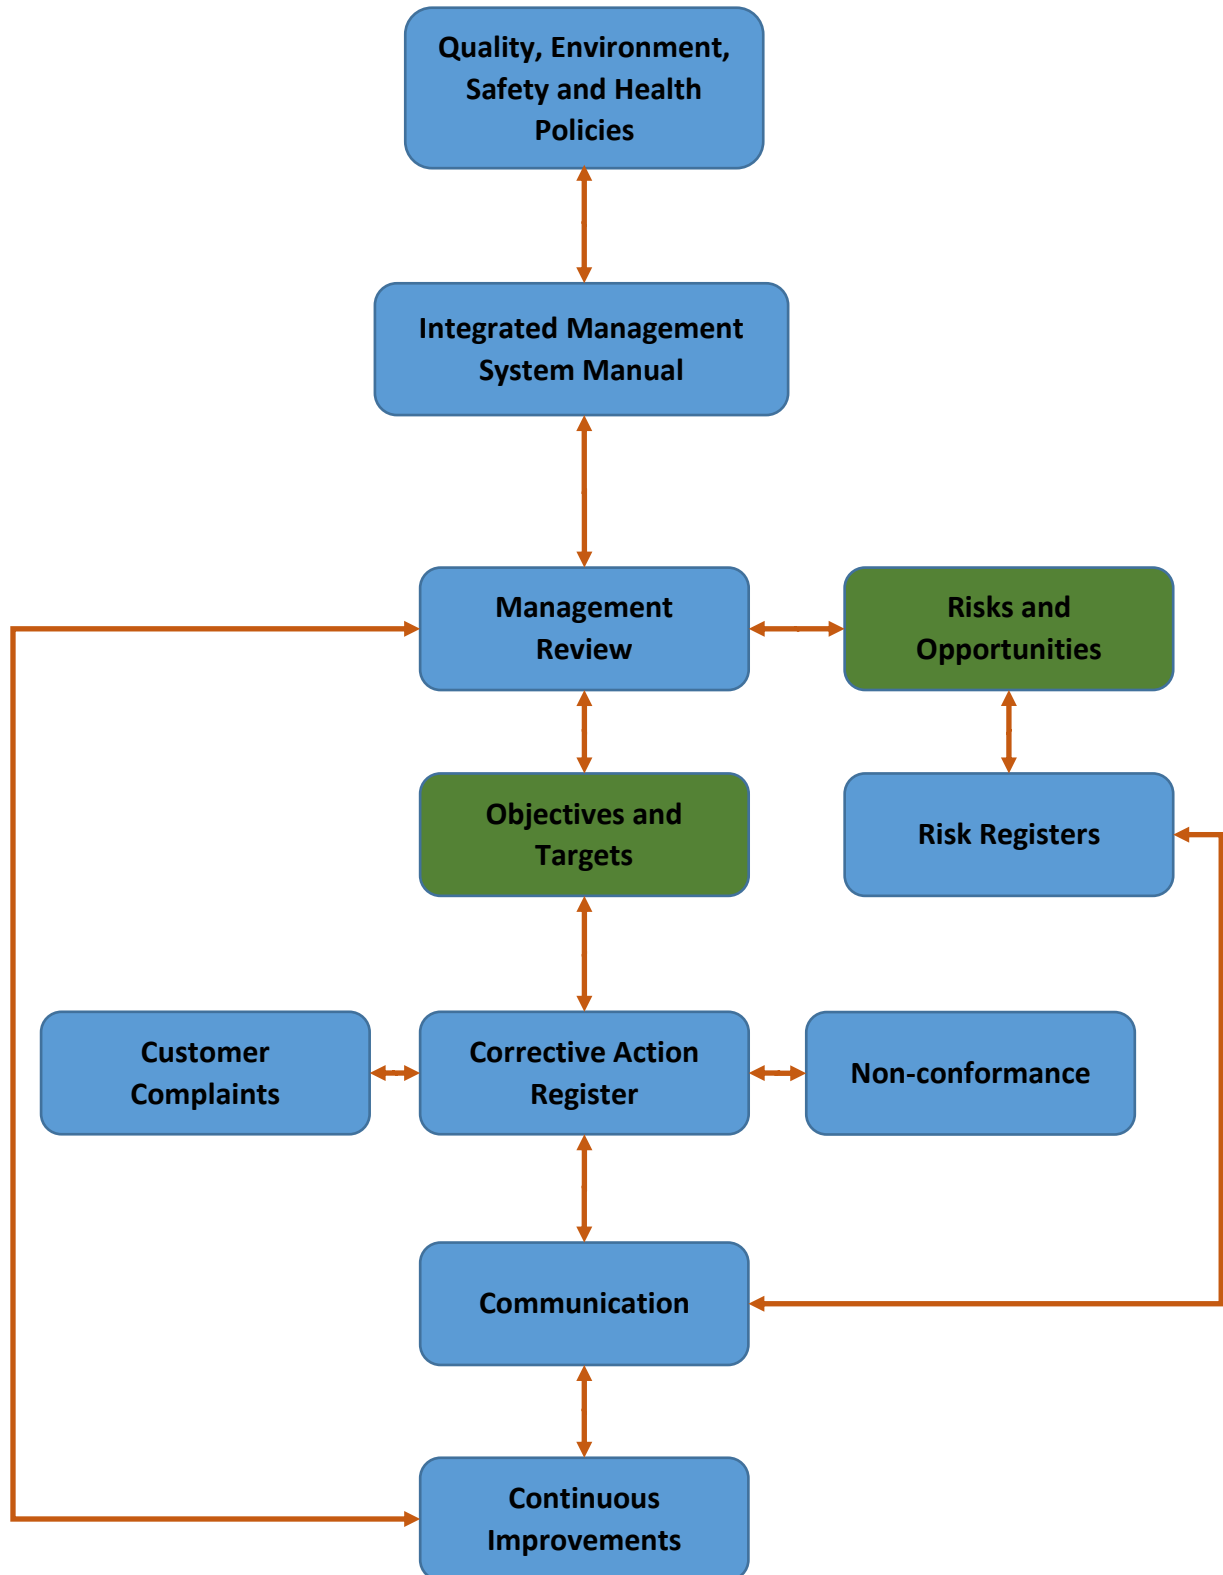 Quality, Environment,
Safety and Health
Policies
Integrated Management
System Manual
Management
Review
Risks and
Opportunities
Objectives and
Targets
Risk Registers
Customer
Complaints
Corrective Action
Register
Non-conformance
Communication
Continuous
Improvements